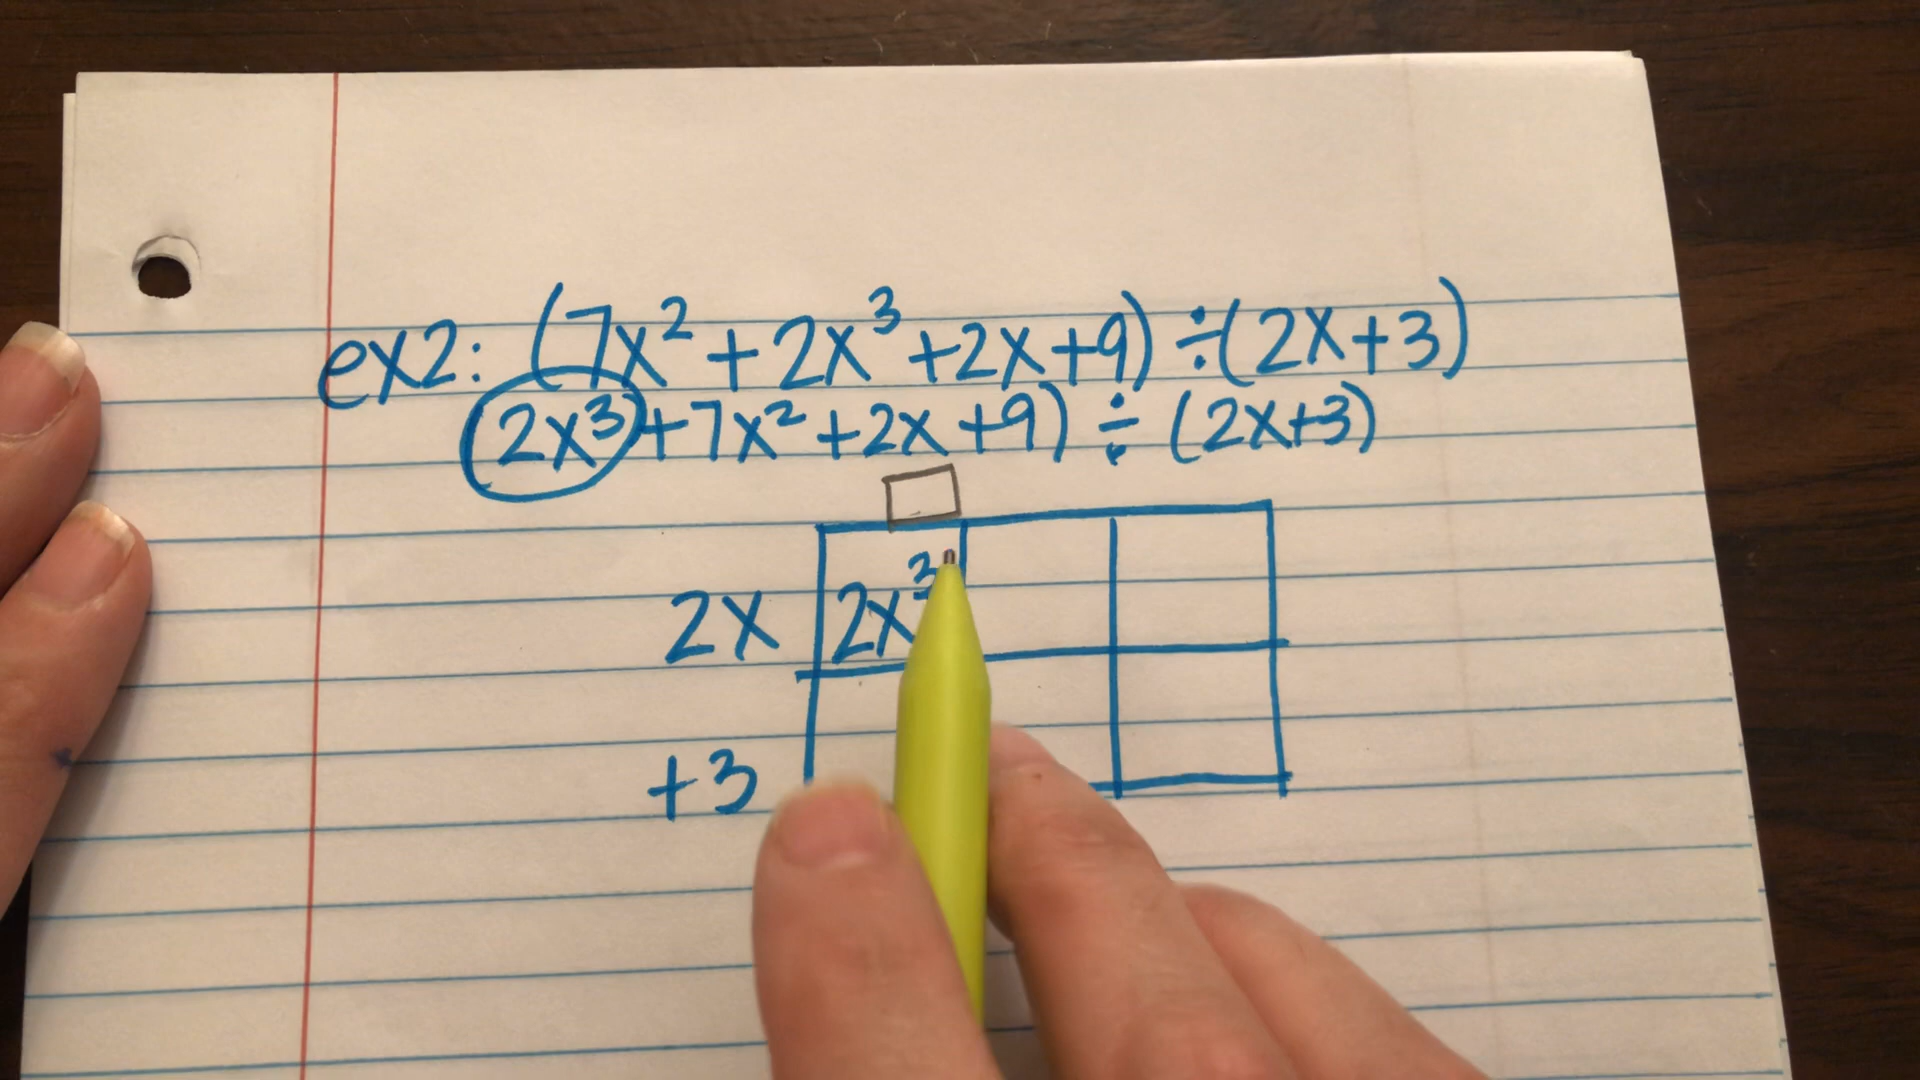 ex2: (7x² + 2x³ + 2x + 9) ÷ (2x + 3)
2x³ + 7x² + 2x + 9) ÷ (2x + 3)
2x 2x³
+3